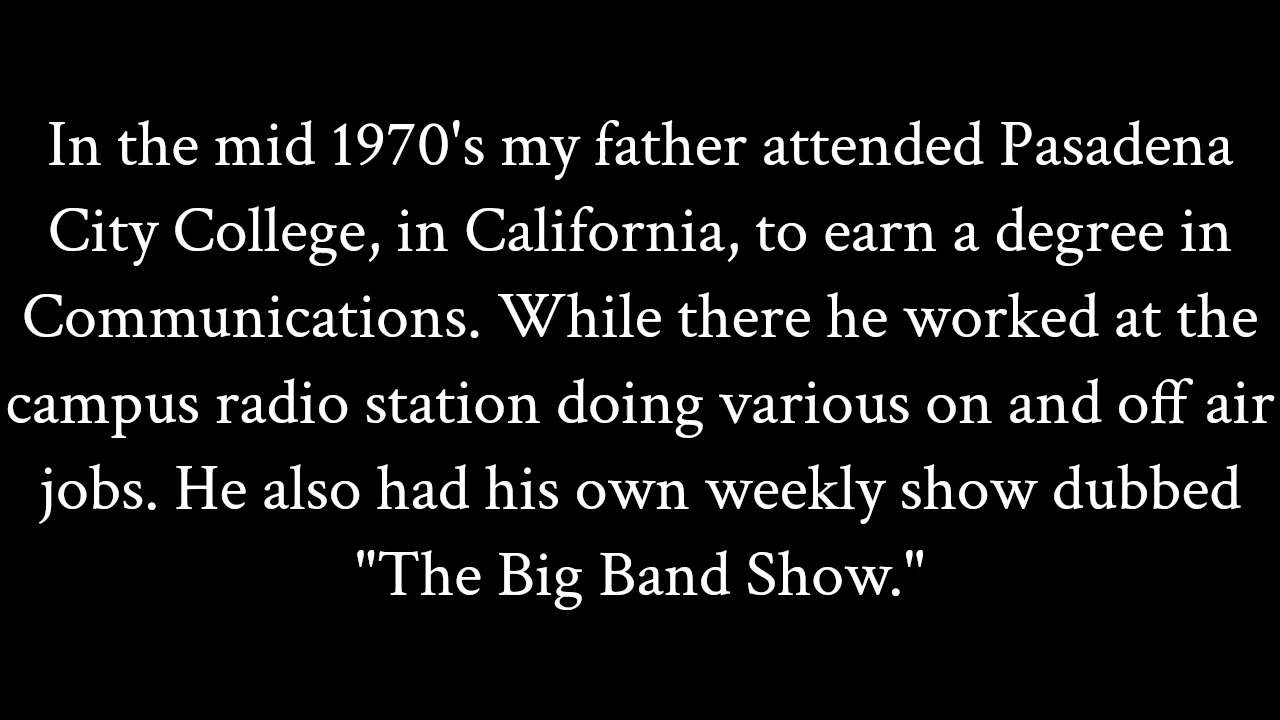 In the mid 1970's my father attended Pasadena
City College, in California, to earn a degree in
Communications. While there he worked at the
campus radio station doing various on and off air
jobs. He also had his own weekly show dubbed
"The Big Band Show."